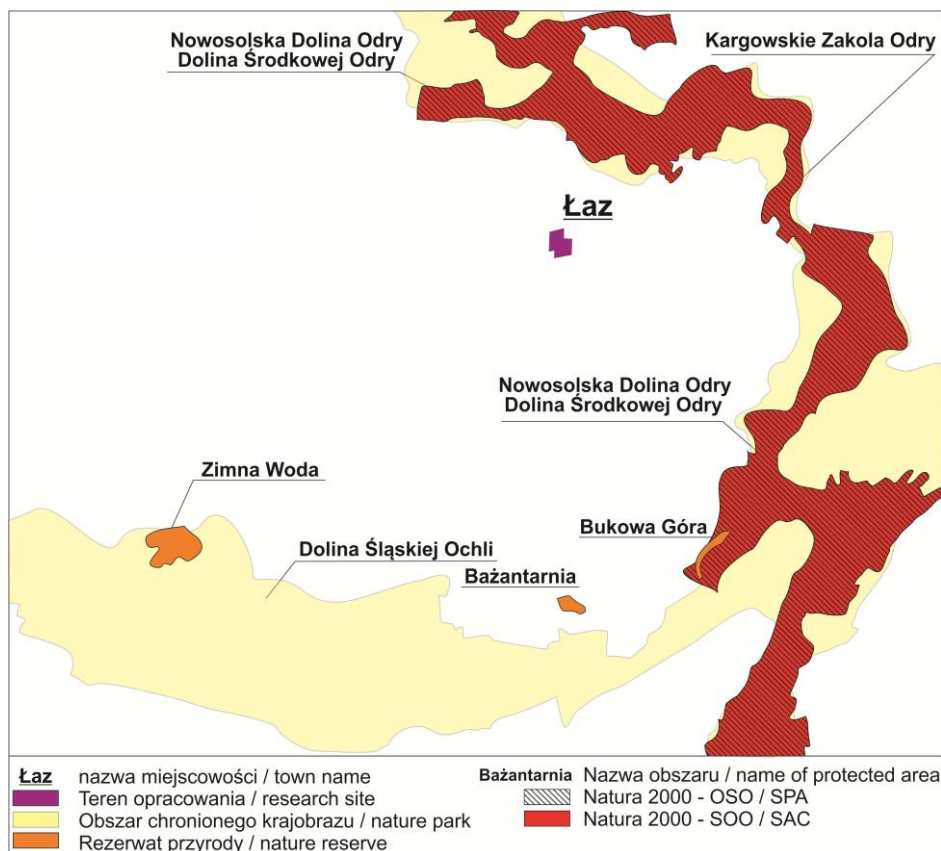 Nowosolska Dolina Odry
Dolina Środkowej Odry
Kargowskie Zakola Odry
Łaz
Nowosolska Dolina Odry
Dolina Środkowej Odry
Zimna Woda
Bukowa Góra
Dolina Śląskiej Ochli
Bażantarnia
Łaz nazwa miejscowości / town name
Teren opracowania / research site
Obszar chronionego krajobrazu / nature park
Rezerwat przyrody / nature reserve
Bażantarnia Nazwa obszaru / name of protected area
Natura 2000 - OSO / SPA
Natura 2000 - SOO / SAC